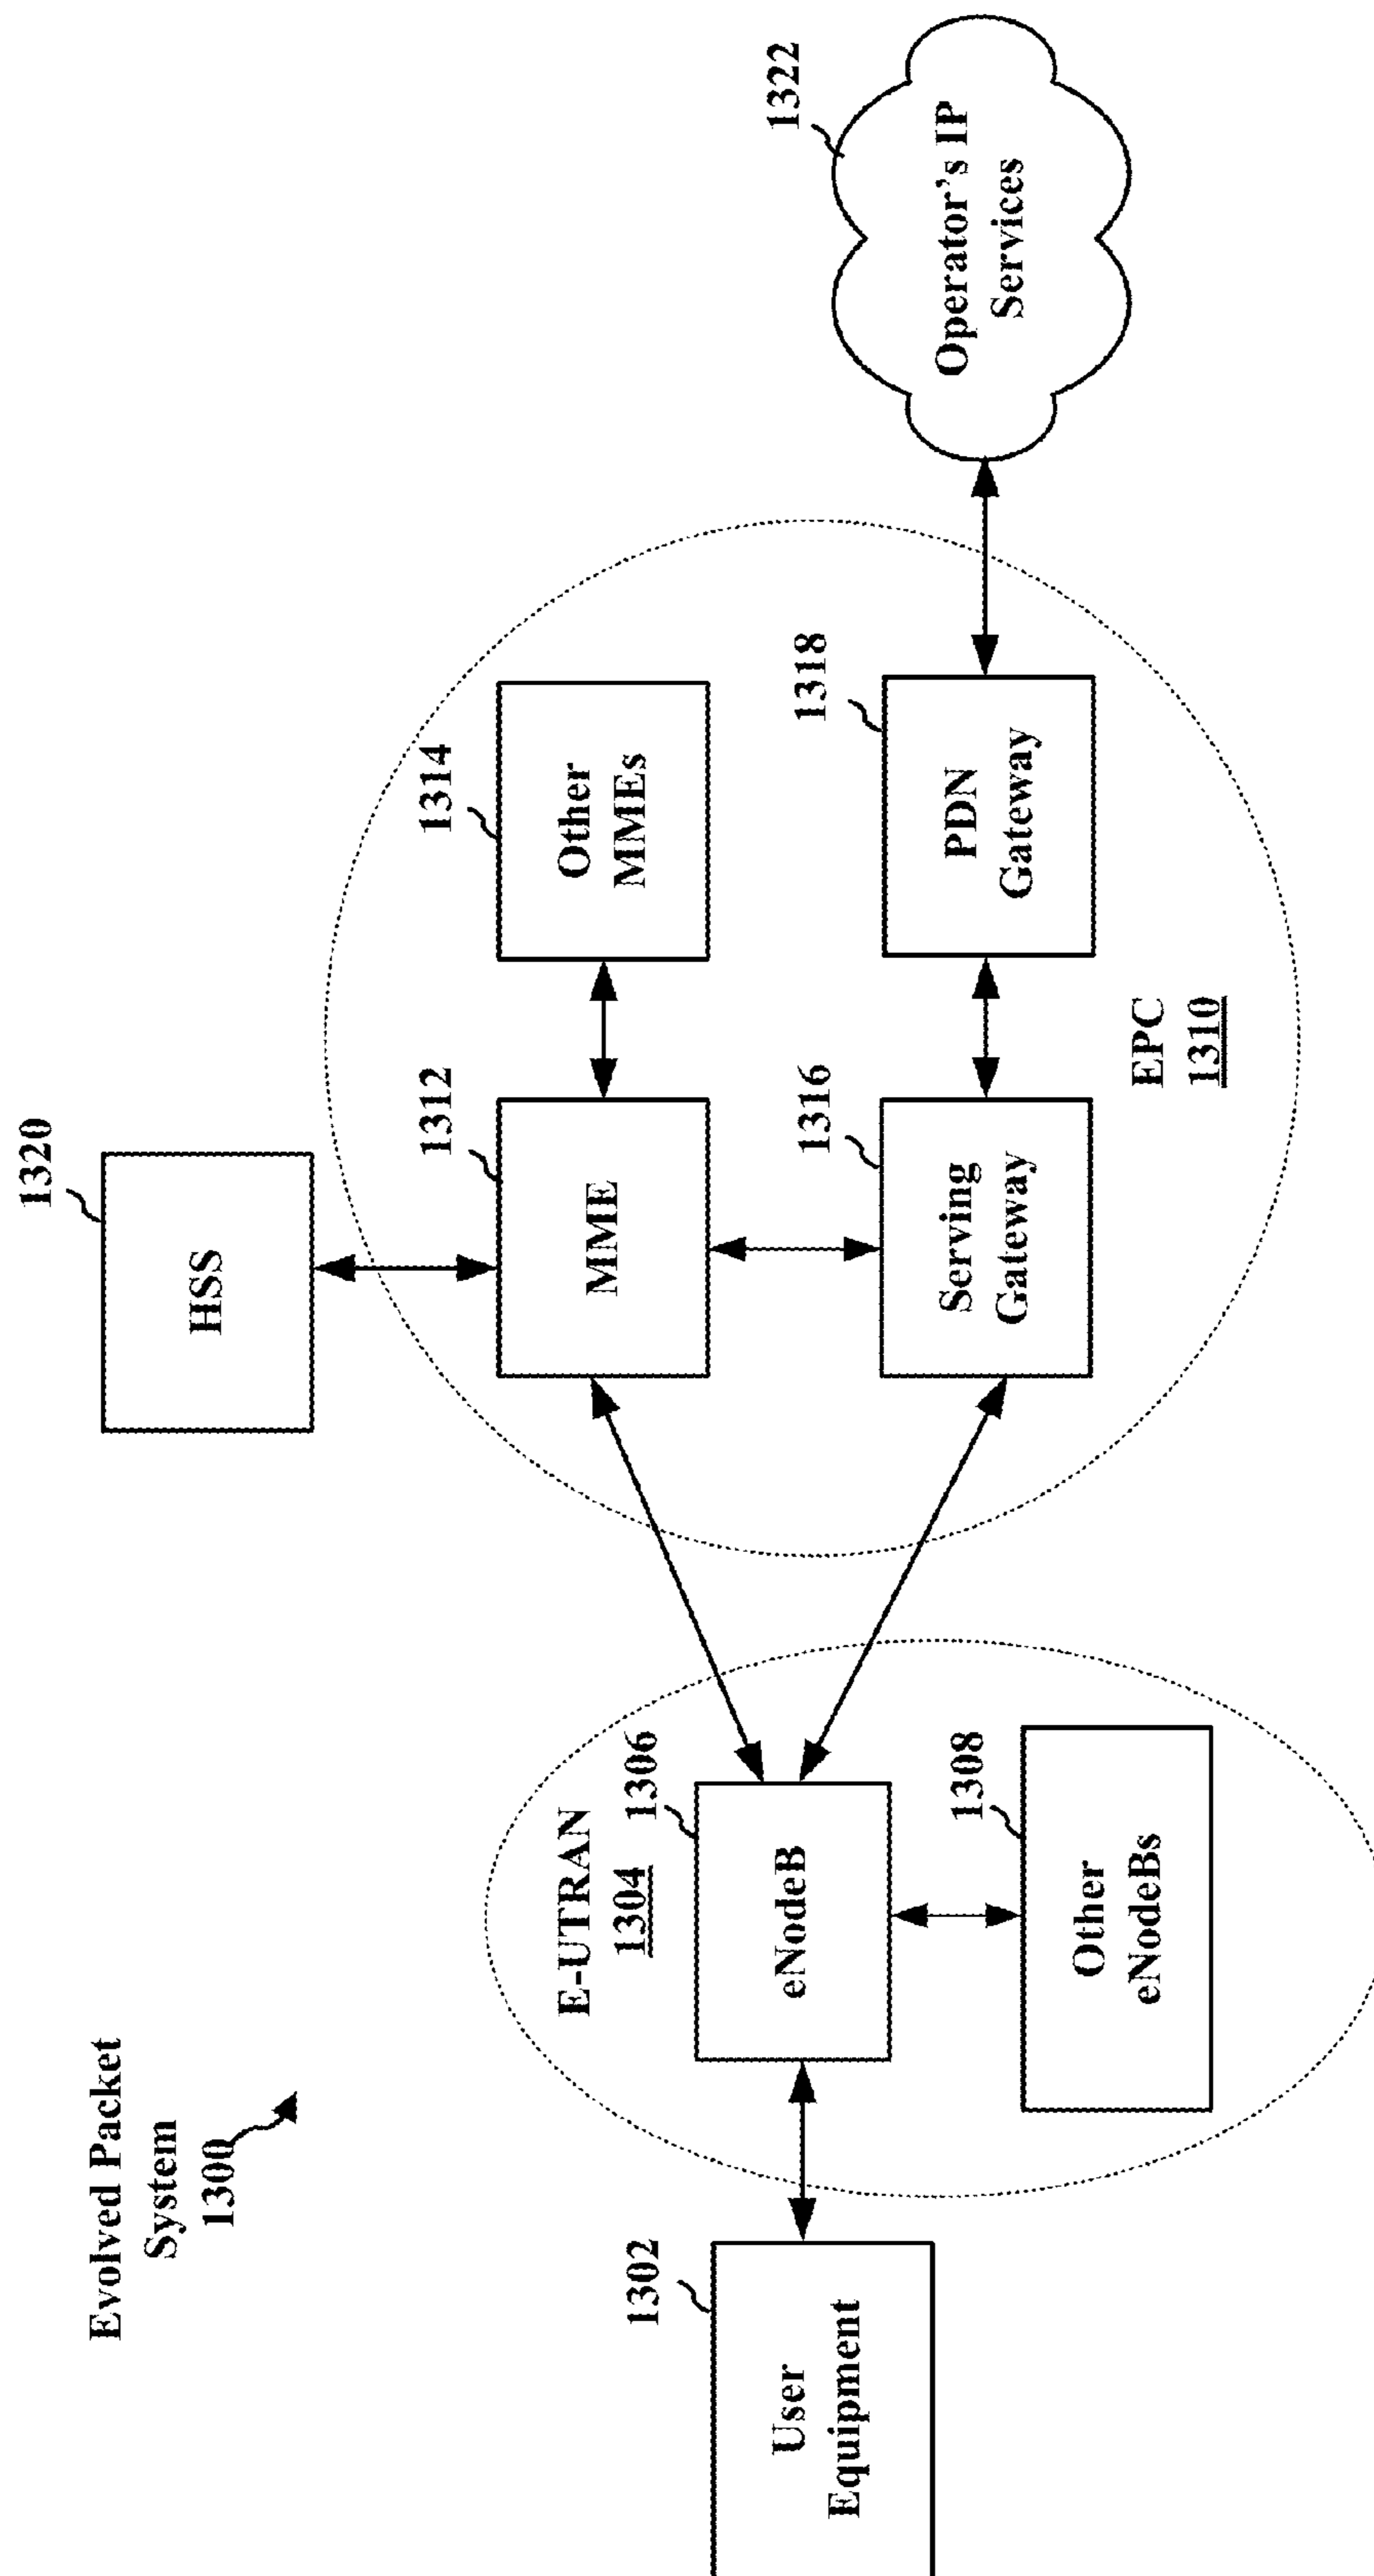 Evolved Packet
System
1300
1320
HSS
1312
MME
1314
Other
MMEs
E-UTRAN
1304
1306
eNodeB
1302
User
Equipment
1308
Other
eNodeBs
1316
Serving
Gateway
1318
PDN
Gateway
EPC
1310
1322
Operator's IP
Services